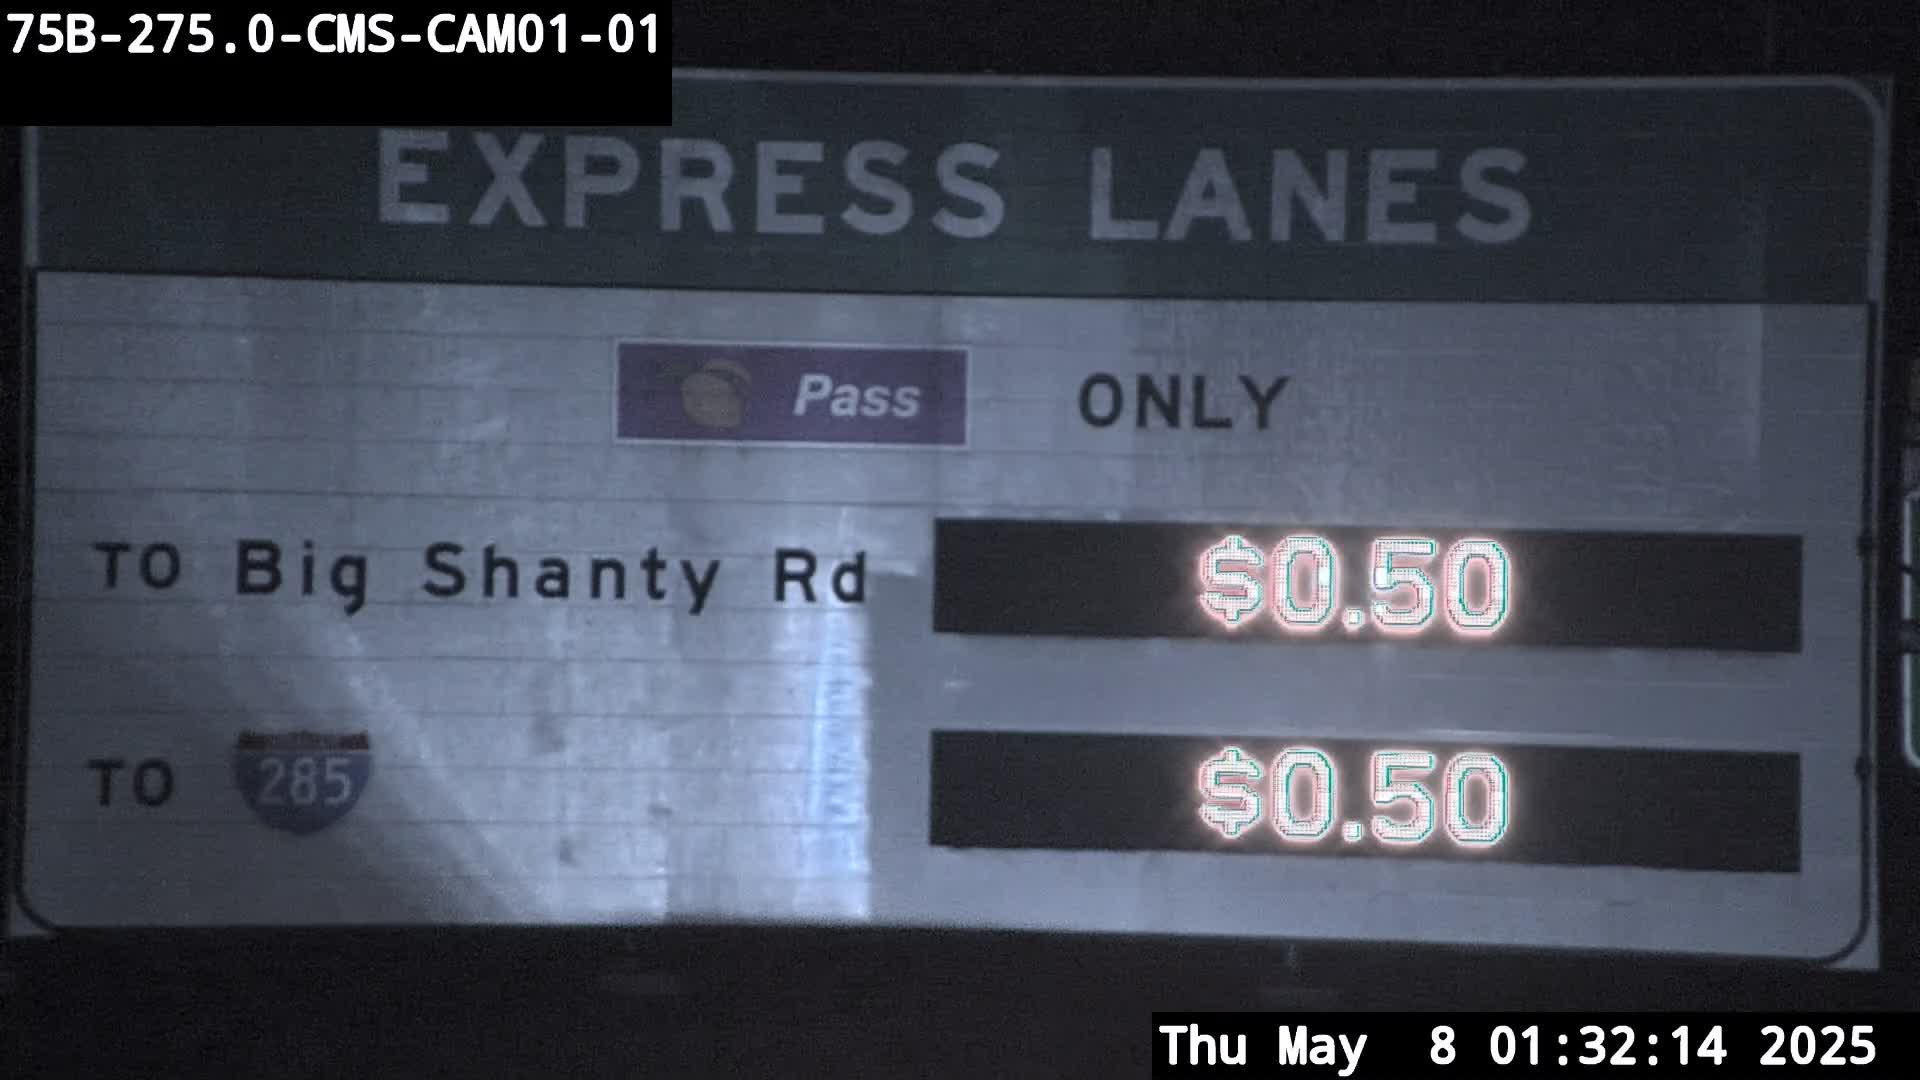 75B-275.0-CMS-CAM01-01
EXPRESS LANES
Pass ONLY
TO Big Shanty Rd $0.50
TO 285 $0.50
Thu May 8 01:32:14 2025